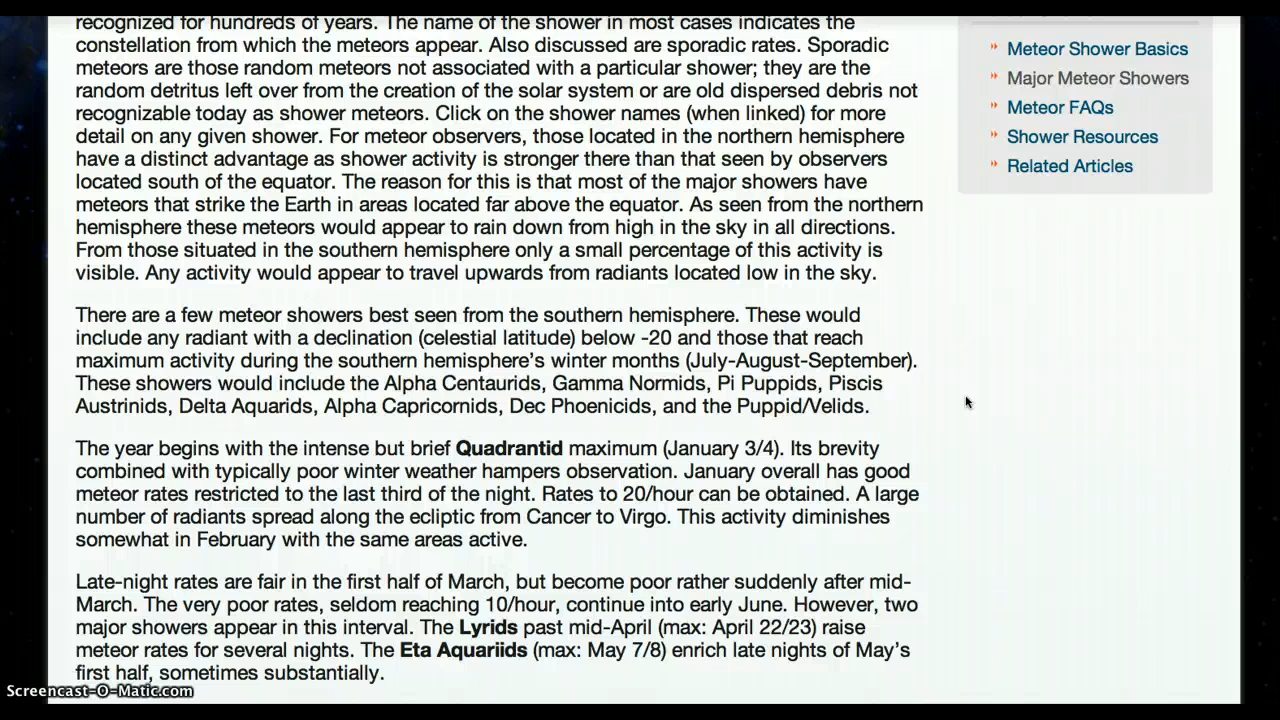 recognized for hundreds of years. The name of the shower in most cases indicates the
constellation from which the meteors appear. Also discussed are sporadic rates. Sporadic
meteors are those random meteors not associated with a particular shower; they are the
random detritus left over from the creation of the solar system or are old dispersed debris not
recognizable today as shower meteors. Click on the shower names (when linked) for more
detail on any given shower. For meteor observers, those located in the northern hemisphere
have a distinct advantage as shower activity is stronger there than that seen by observers
located south of the equator. The reason for this is that most of the major showers have
meteors that strike the Earth in areas located far above the equator. As seen from the northern
hemisphere these meteors would appear to rain down from high in the sky in all directions.
From those situated in the southern hemisphere only a small percentage of this activity is
visible. Any activity would appear to travel upwards from radiants located low in the sky.
There are a few meteor showers best seen from the southern hemisphere. These would
include any radiant with a declination (celestial latitude) below -20 and those that reach
maximum activity during the southern hemisphere's winter months (July-August-September).
These showers would include the Alpha Centaurids, Gamma Normids, Pi Puppids, Piscis
Austrinids, Delta Aquarids, Alpha Capricornids, Dec Phoenicids, and the Puppid/Velids.
The year begins with the intense but brief Quadrantid maximum (January 3/4). Its brevity
combined with typically poor winter weather hampers observation. January overall has good
meteor rates restricted to the last third of the night. Rates to 20/hour can be obtained. A large
number of radiants spread along the ecliptic from Cancer to Virgo. This activity diminishes
somewhat in February with the same areas active.
Late-night rates are fair in the first half of March, but become poor rather suddenly after mid-
March. The very poor rates, seldom reaching 10/hour, continue into early June. However, two
major showers appear in this interval. The Lyrids past mid-April (max: April 22/23) raise
meteor rates for several nights. The Eta Aquariids (max: May 7/8) enrich late nights of May's
first half, sometimes substantially.
Meteor Shower Basics
Major Meteor Showers
Meteor FAQs
Shower Resources
Related Articles
Screencast-O-Matic.com